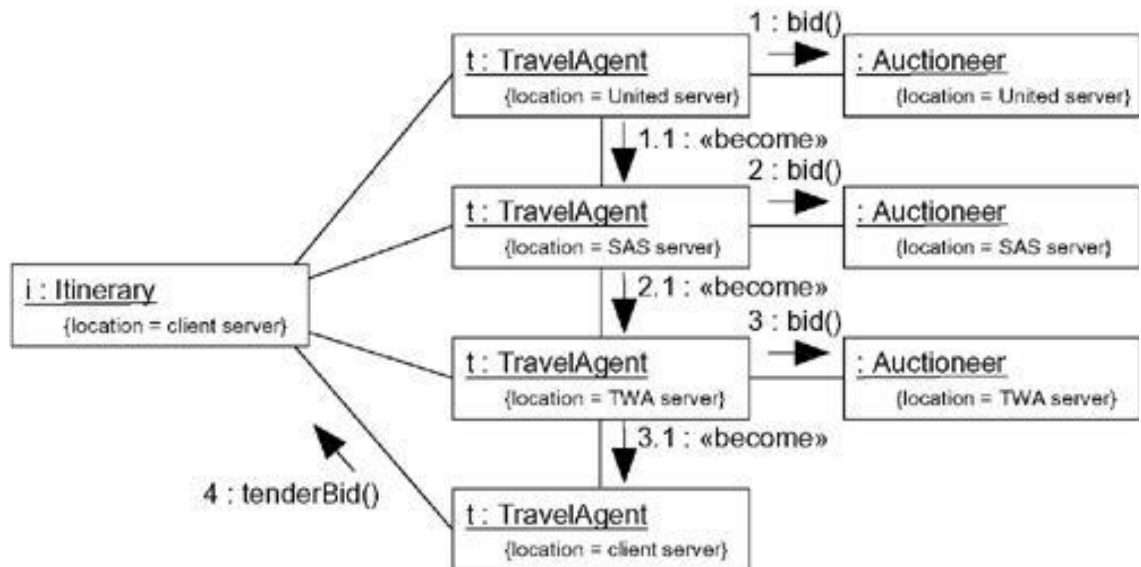 1 : bid()
t : TravelAgent
{location = United server}
: Auctioneer
{location = United server}
1.1 : «become»
2 : bid()
t : TravelAgent
{location = SAS server}
: Auctioneer
{location = SAS server}
i : Itinerary
{location = client server}
2.1 : «become»
3 : bid()
t : TravelAgent
{location = TWA server}
: Auctioneer
(location = TWA server}
3.1 : «become»
4 : tenderBid()
t : TravelAgent
{location = client server}